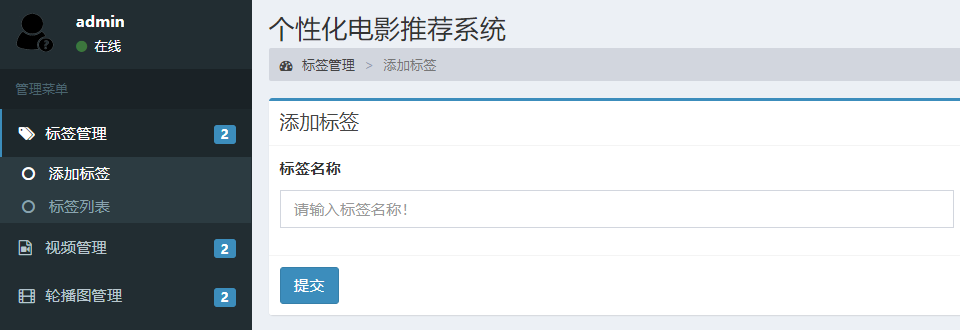 admin
在线
管理菜单
标签管理 2
添加标签
标签列表
视频管理 2
轮播图管理 2
个性化电影推荐系统
标签管理 > 添加标签
添加标签
标签名称
请输入标签名称！
提交